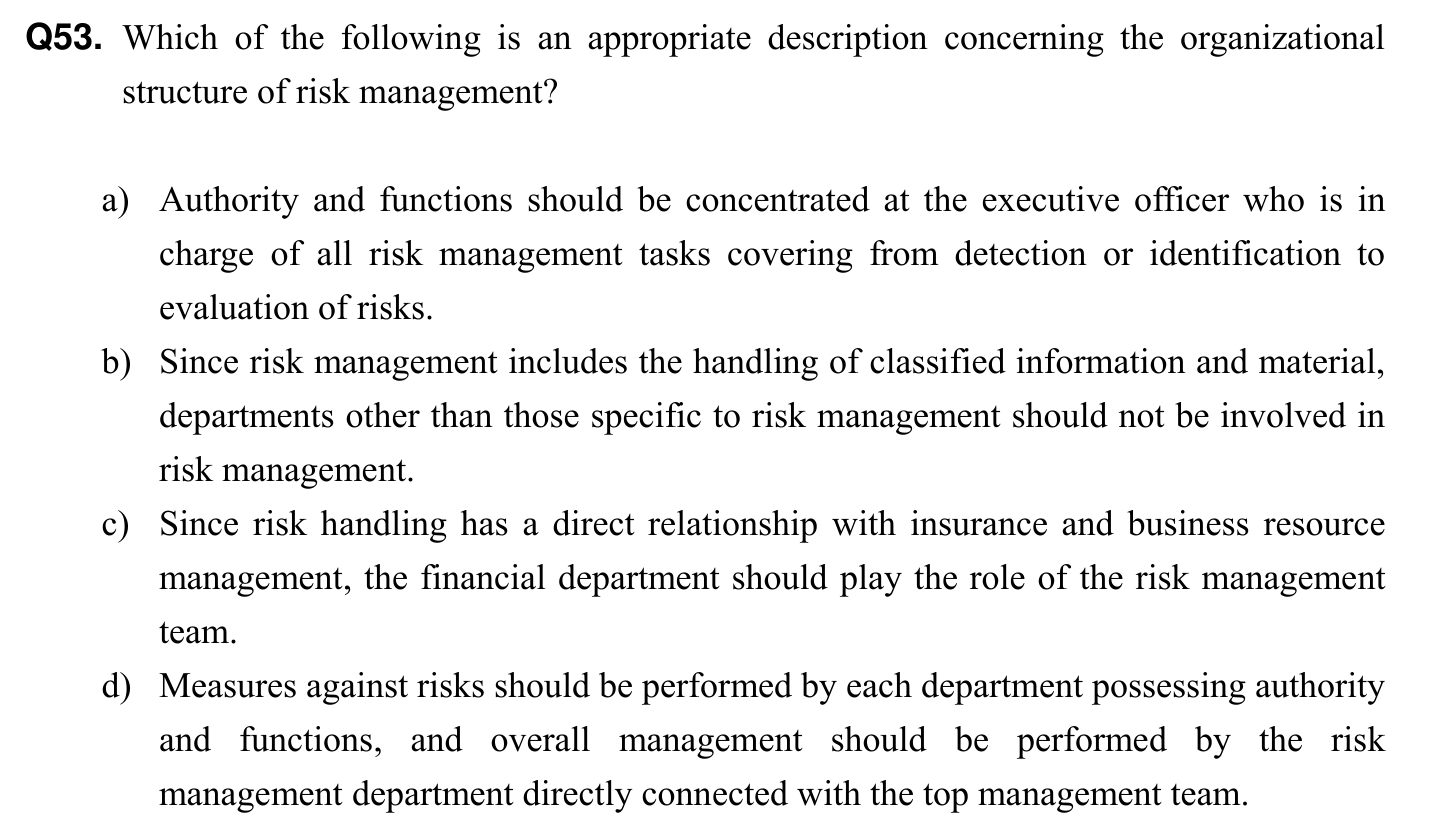 Q53. Which of the following is an appropriate description concerning the organizational
structure of risk management?
a) Authority and functions should be concentrated at the executive officer who is in
charge of all risk management tasks covering from detection or identification to
evaluation of risks.
b) Since risk management includes the handling of classified information and material,
departments other than those specific to risk management should not be involved in
risk management.
c) Since risk handling has a direct relationship with insurance and business resource
management, the financial department should play the role of the risk management
team.
d) Measures against risks should be performed by each department possessing authority
and functions, and overall management should be performed by the risk
management department directly connected with the top management team.